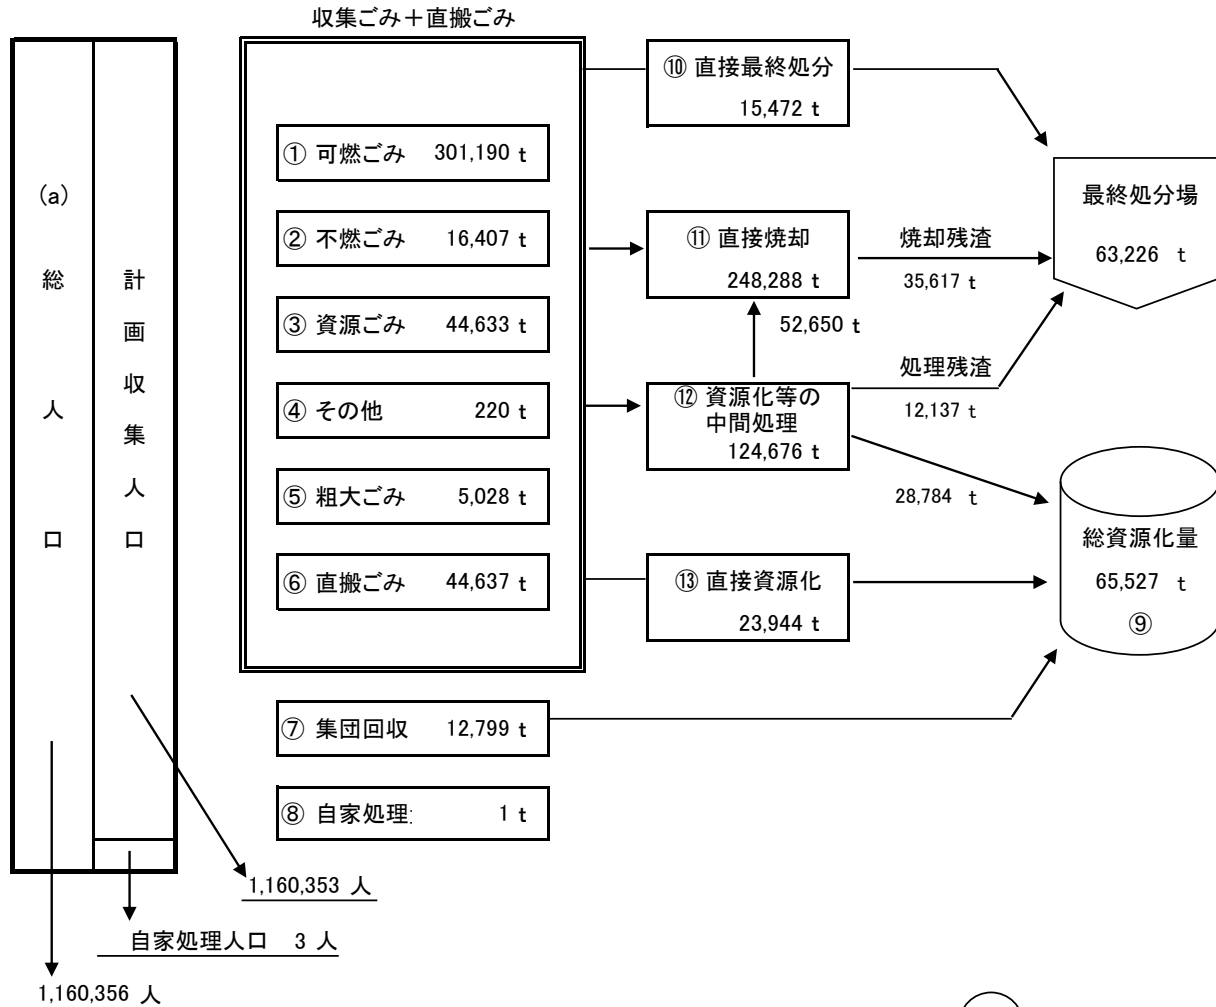 収集ごみ＋直搬ごみ
(a)
総
人
口
計
画
収
集
人
口
① 可燃ごみ 301,190 t
② 不燃ごみ 16,407 t
③ 資源ごみ 44,633 t
④ その他 220 t
⑤ 粗大ごみ 5,028 t
⑥ 直搬ごみ 44,637 t
⑦ 集団回収 12,799 t
⑧ 自家処理 1 t
⑩ 直接最終処分
15,472 t
⑪ 直接焼却
248,288 t
52,650 t
⑫ 資源化等の
中間処理
124,676 t
⑬ 直接資源化
23,944 t
焼却残渣
35,617 t
処理残渣
12,137 t
28,784 t
最終処分場
63,226 t
総資源化量
65,527 t
⑨
1,160,353 人
自家処理人口 3 人
1,160,356 人